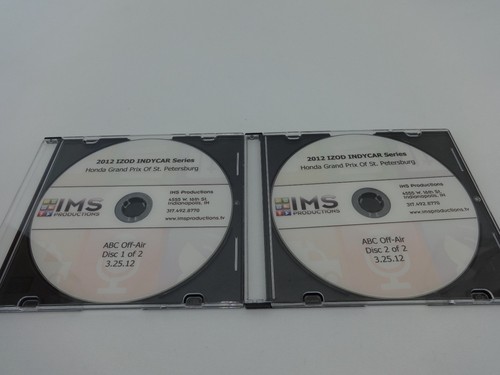 2012 IZOD INDYCAR Series
Honda Grand Prix Of St. Petersburg
IMS
PRODUCTIONS
IMS Productions
4555 W. 16th St.
Indianapolis, IN
317.492.8770
www.imsproductions.tv
ABC Off-Air
Disc 1 of 2
3.25.12
2012 IZOD INDYCAR Series
Honda Grand Prix Of St. Petersburg
IMS
PRODUCTIONS
IMS Productions
4555 W. 16th St.
Indianapolis, IN
317.492.8770
www.imsproductions.tv
ABC Off-Air
Disc 2 of 2
3.25.12